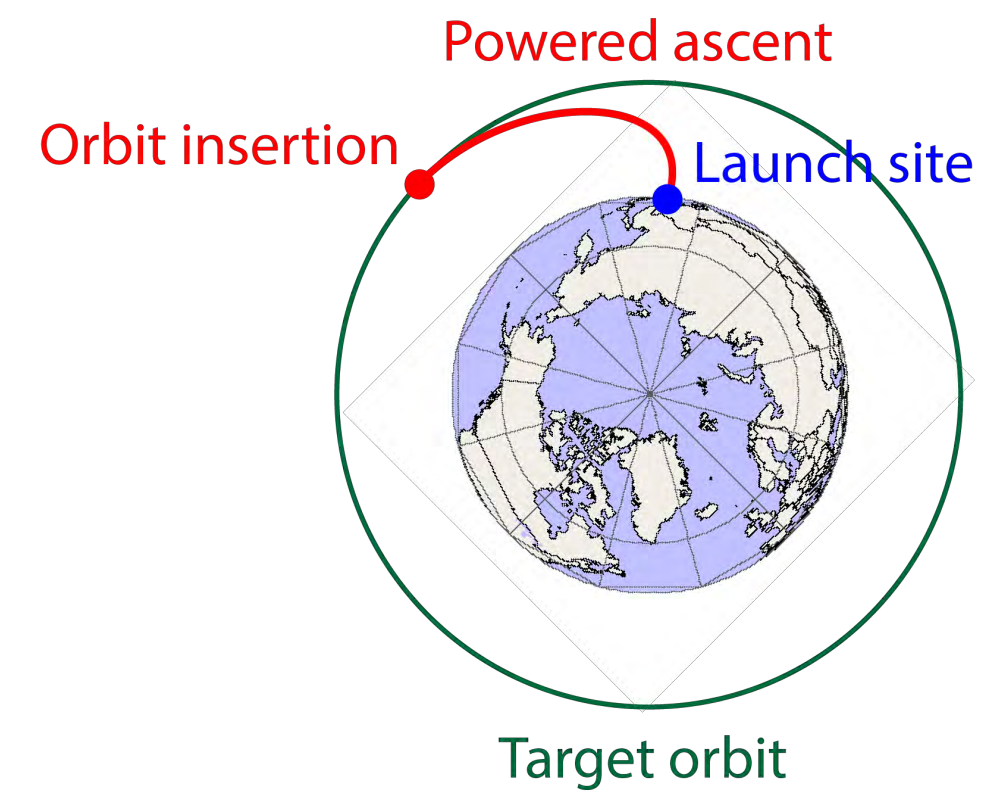 Powered ascent
Orbit insertion
Launch site
Target orbit